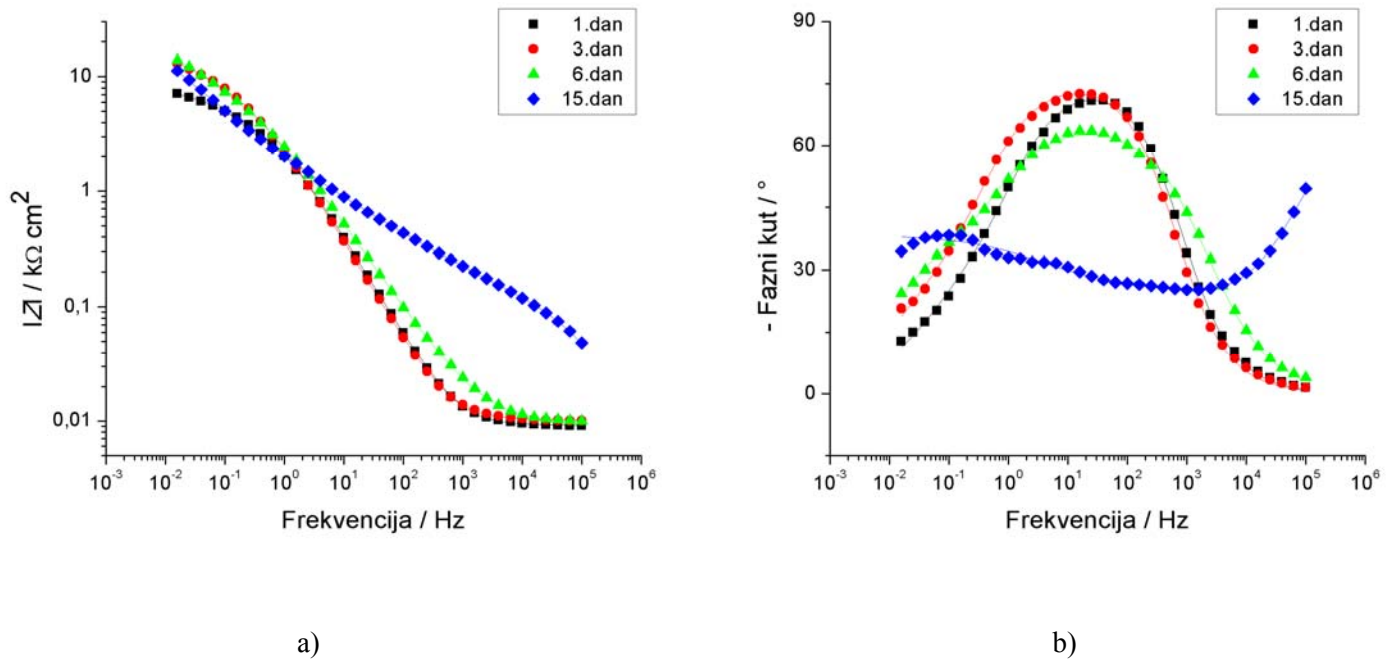 1.dan
3.dan
6.dan
15.dan
10
1
0,1
0,01
|Z| / kΩ cm²
10⁻³ 10⁻² 10⁻¹ 10⁰ 10¹ 10² 10³ 10⁴ 10⁵ 10⁶
Frekvencija / Hz
a)
1.dan
3.dan
6.dan
15.dan
90
60
30
0
- Fazni kut / °
10⁻³ 10⁻² 10⁻¹ 10⁰ 10¹ 10² 10³ 10⁴ 10⁵ 10⁶
Frekvencija / Hz
b)